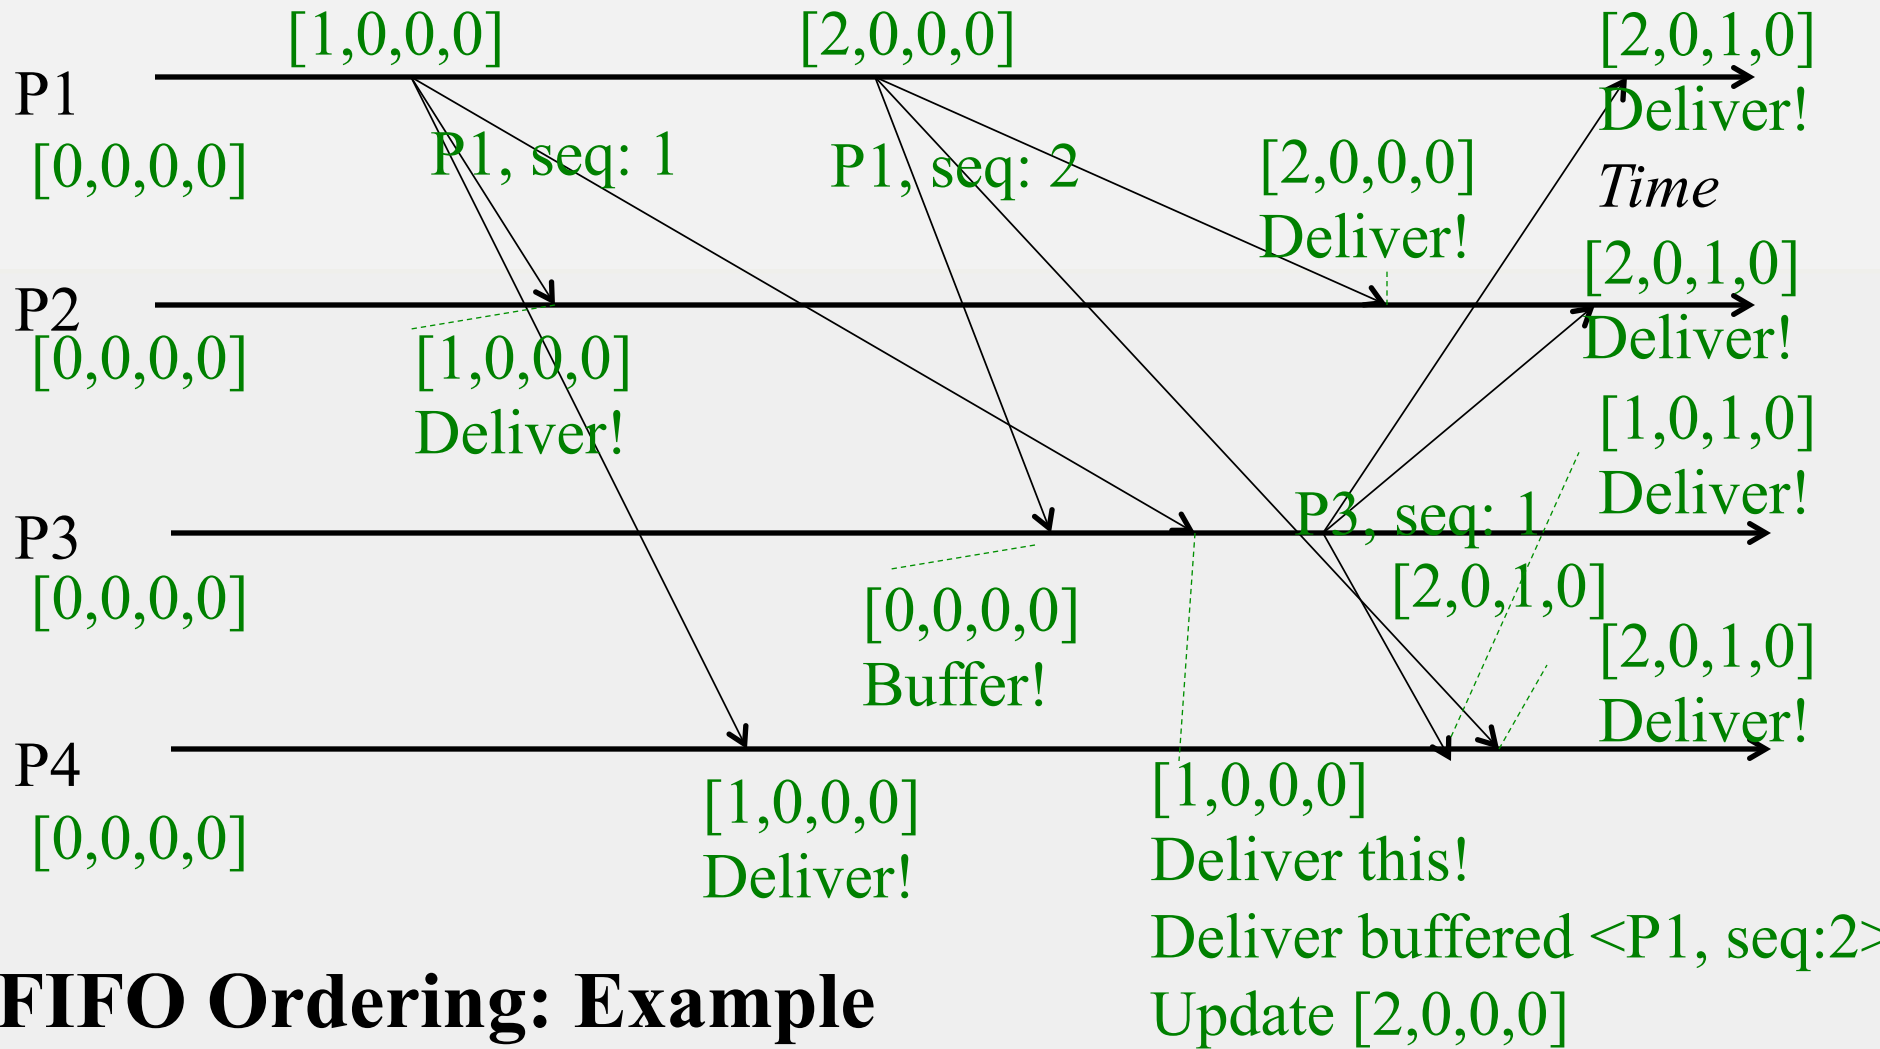 [1,0,0,0]
[2,0,0,0]
[2,0,1,0]
P1
Deliver!
[0,0,0,0]
P1, seq: 1
P1, seq: 2
[2,0,0,0]
Deliver!
Time
P2
[0,0,0,0]
[1,0,0,0]
Deliver!
[2,0,1,0]
Deliver!
[1,0,1,0]
Deliver!
P3
[0,0,0,0]
P3, seq: 1
[2,0,1,0]
[0,0,0,0]
Buffer!
[2,0,1,0]
Deliver!
P4
[0,0,0,0]
[1,0,0,0]
Deliver!
[1,0,0,0]
Deliver this!
Deliver buffered <P1, seq:2>
Update [2,0,0,0]
FIFO Ordering: Example